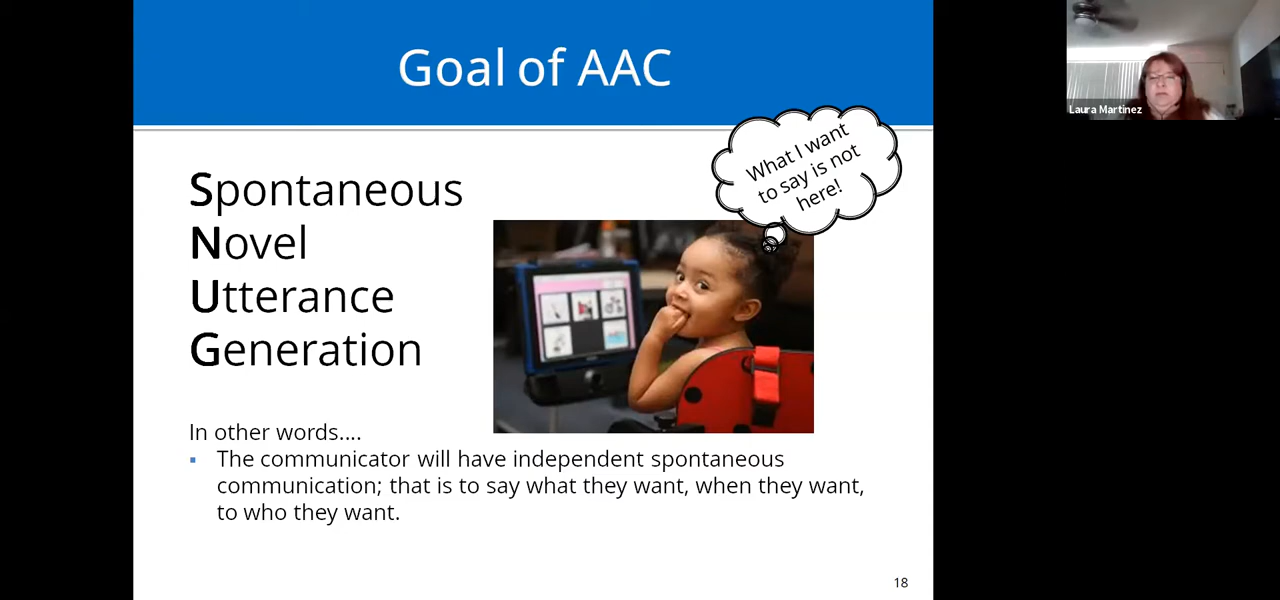 Goal of AAC
What I want
to say is not
here!
Spontaneous
Novel
Utterance
Generation
In other words....
▪ The communicator will have independent spontaneous
communication; that is to say what they want, when they want,
to who they want.
18
Laura Martinez